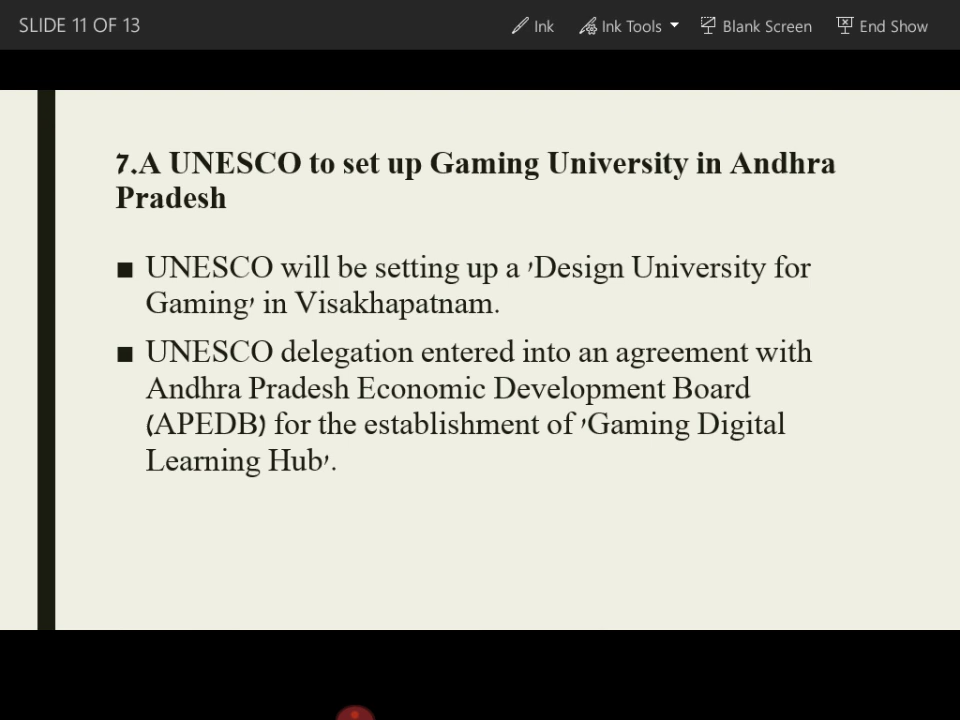 SLIDE 11 OF 13 Ink Ink Tools Blank Screen End Show
7.A UNESCO to set up Gaming University in Andhra
Pradesh
■ UNESCO will be setting up a 'Design University for
Gaming' in Visakhapatnam.
■ UNESCO delegation entered into an agreement with
Andhra Pradesh Economic Development Board
(APEDB) for the establishment of 'Gaming Digital
Learning Hub'.